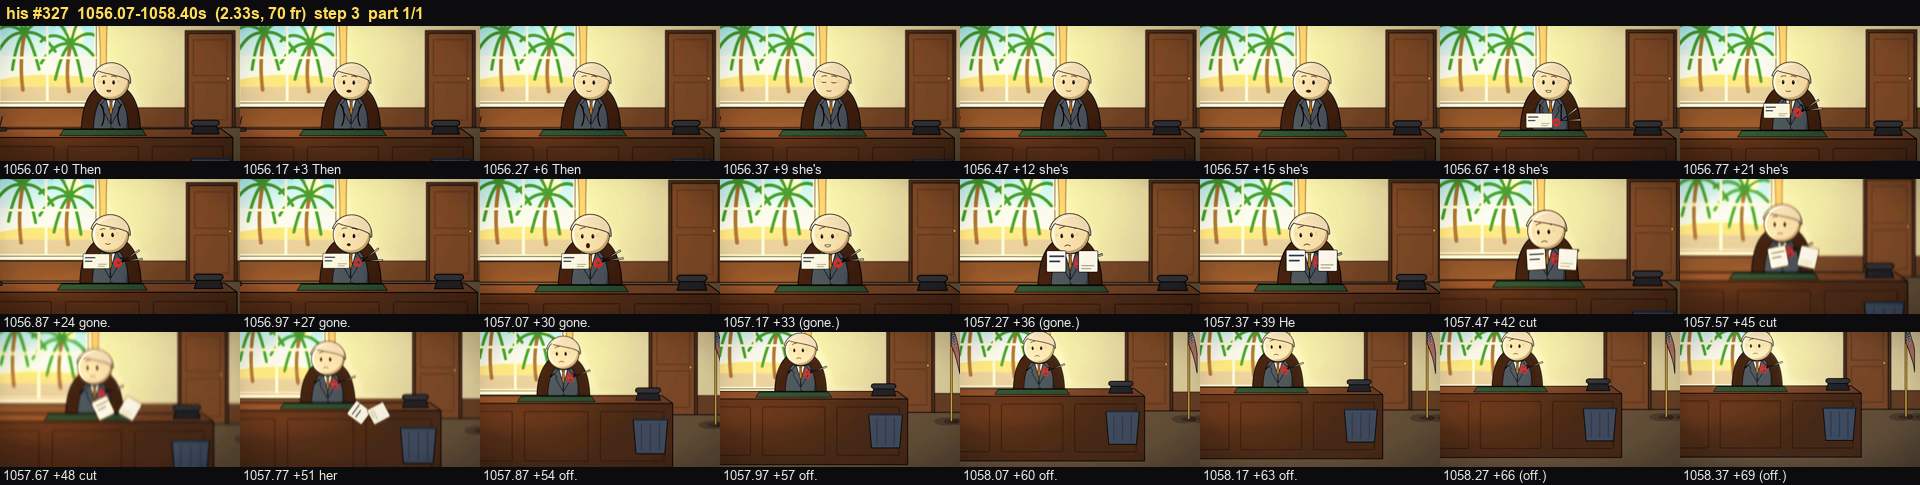 his #327 1056.07-1058.40s (2.33s, 70 fr) step 3 part 1/1
1056.07 +0 Then
1056.17 +3 Then
1056.27 +6 Then
1056.37 +9 she's
1056.47 +12 she's
1056.57 +15 she's
1056.67 +18 she's
1056.77 +21 she's
1056.87 +24 gone.
1056.97 +27 gone.
1057.07 +30 gone.
1057.17 +33 (gone.)
1057.27 +36 (gone.)
1057.37 +39 He
1057.47 +42 cut
1057.57 +45 cut
1057.67 +48 cut
1057.77 +51 her
1057.87 +54 off.
1057.97 +57 off.
1058.07 +60 off.
1058.17 +63 off.
1058.27 +66 (off.)
1058.37 +69 (off.)